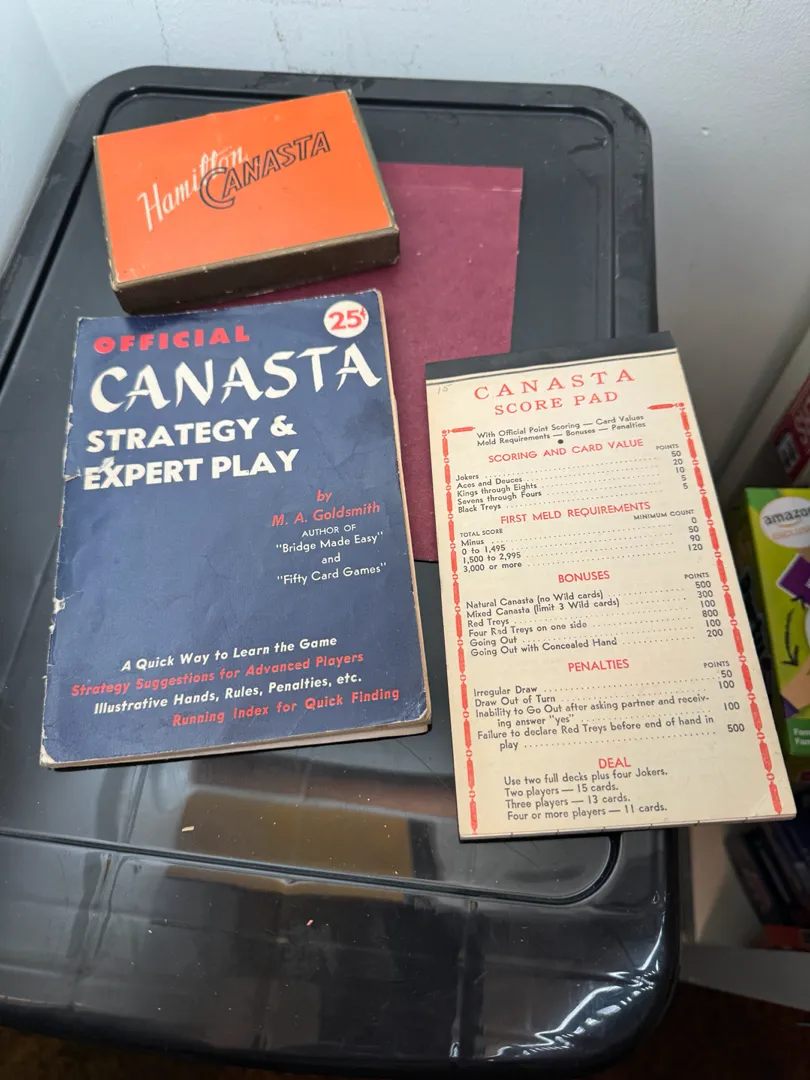 Hamilton
CANASTA
OFFICIAL
25¢
CANASTA
STRATEGY &
EXPERT PLAY
by
M. A. Goldsmith
AUTHOR OF
"Bridge Made Easy"
and
"Fifty Card Games"
A Quick Way to Learn the Game
Strategy Suggestions for Advanced Players
Illustrative Hands, Rules, Penalties, etc.
Running Index for Quick Finding
15
CANASTA
SCORE PAD
With Official Point Scoring — Card Values
Meld Requirements — Bonuses — Penalties
SCORING AND CARD VALUE
POINTS
Jokers 50
Aces and Deuces 20
Kings through Eights 10
Sevens through Fours 5
Black Treys 5
FIRST MELD REQUIREMENTS
TOTAL SCORE MINIMUM COUNT
Minus 0
0 to 1,495 50
1,500 to 2,995 90
3,000 or more 120
BONUSES
POINTS
Natural Canasta (no Wild cards) 500
Mixed Canasta (limit 3 Wild cards) 300
Red Treys 100
Four Red Treys on one side 800
Going Out 100
Going Out with Concealed Hand 200
PENALTIES
POINTS
Irregular Draw 50
Draw Out of Turn 100
Inability to Go Out after asking partner and receiv-
ing answer "yes" 100
Failure to declare Red Treys before end of hand in
play 500
DEAL
Use two full decks plus four Jokers.
Two players — 15 cards.
Three players — 13 cards.
Four or more players — 11 cards.
amazon